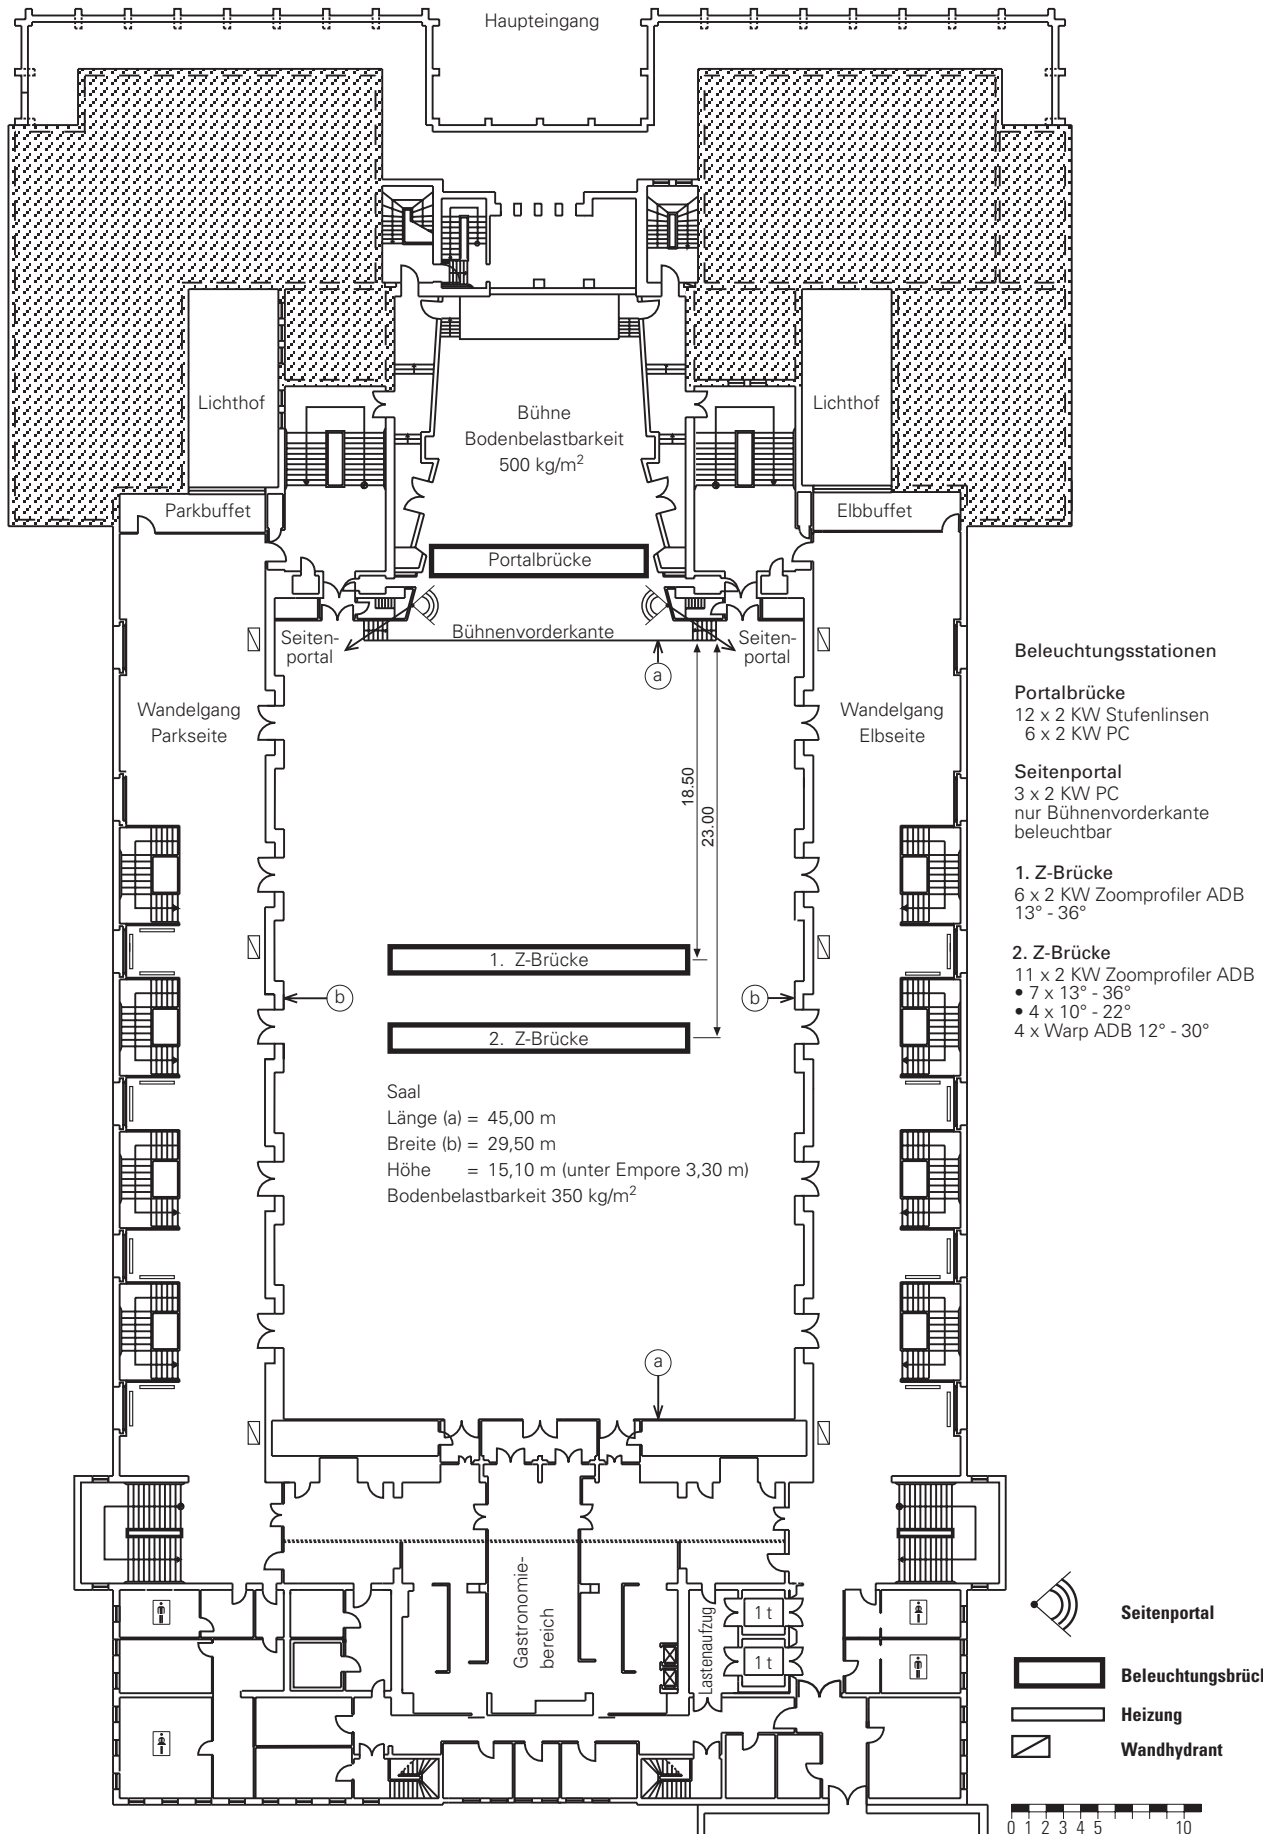 Haupteingang
Lichthof
Bühne
Bodenbelastbarkeit
500 kg/m²
Lichthof
Parkbuffet
Elbbuffet
Portalbrücke
Bühnenvorderkante
Seiten-
portal
Seiten-
portal
a
Wandelgang
Parkseite
Wandelgang
Elbseite
18.50
23.00
1. Z-Brücke
b
b
2. Z-Brücke
Saal
Länge (a) = 45,00 m
Breite (b) = 29,50 m
Höhe = 15,10 m (unter Empore 3,30 m)
Bodenbelastbarkeit 350 kg/m²
a
Gastronomie-
bereich
Lastenaufzug
1 t
1 t
Beleuchtungsstationen
Portalbrücke
12 x 2 KW Stufenlinsen
6 x 2 KW PC
Seitenportal
3 x 2 KW PC
nur Bühnenvorderkante
beleuchtbar
1. Z-Brücke
6 x 2 KW Zoomprofiler ADB
13° - 36°
2. Z-Brücke
11 x 2 KW Zoomprofiler ADB
• 7 x 13° - 36°
• 4 x 10° - 22°
4 x Warp ADB 12° - 30°
Seitenportal
Beleuchtungsbrück
Heizung
Wandhydrant
0 1 2 3 4 5 10